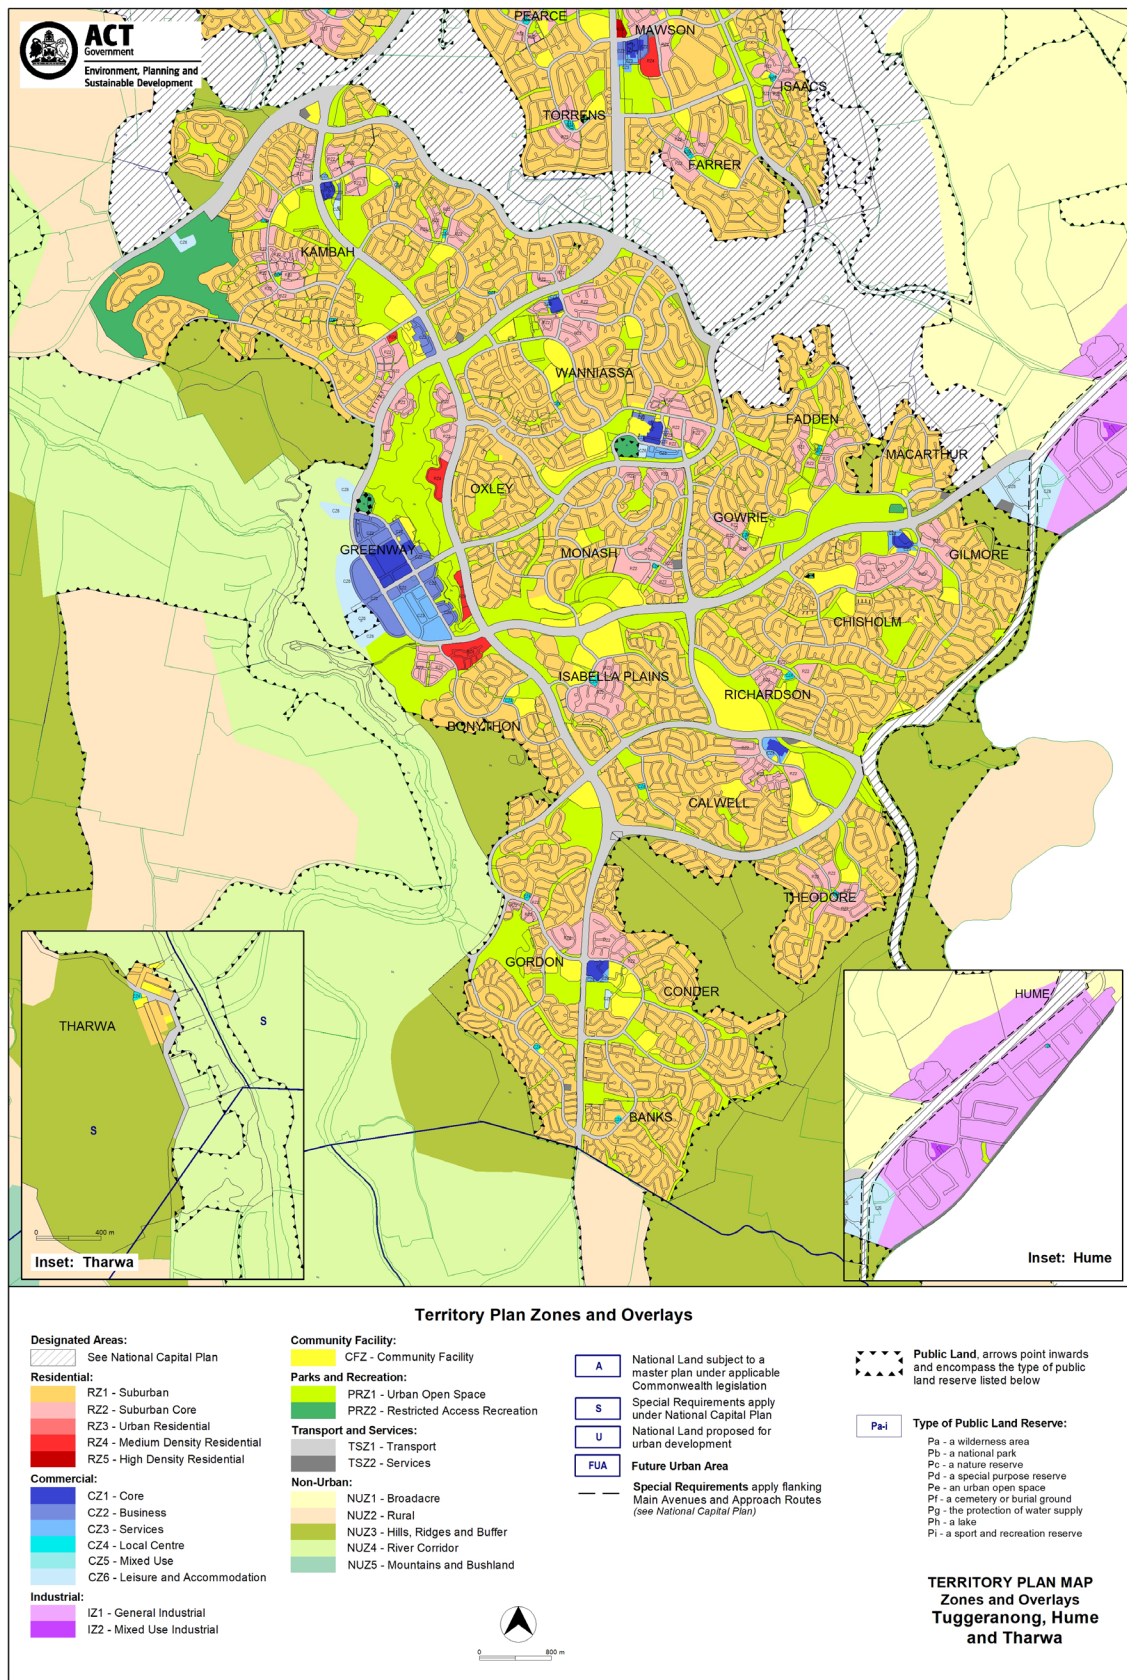 ACT
Government
Environment, Planning and
Sustainable Development
PEARCE
MAWSON
ISAACS
TORRENS
FARRER
KAMBAH
WANNIASSA
FADDEN
MACARTHUR
OXLEY
GOWRIE
GREENWAY
MONASH
GILMORE
CHISHOLM
ISABELLA PLAINS
RICHARDSON
BONYTHON
CALWELL
THEODORE
GORDON
CONDER
BANKS
THARWA
S
S
0 400 m
Inset: Tharwa
HUME
Inset: Hume
Territory Plan Zones and Overlays
Designated Areas:
See National Capital Plan
Residential:
RZ1 - Suburban
RZ2 - Suburban Core
RZ3 - Urban Residential
RZ4 - Medium Density Residential
RZ5 - High Density Residential
Commercial:
CZ1 - Core
CZ2 - Business
CZ3 - Services
CZ4 - Local Centre
CZ5 - Mixed Use
CZ6 - Leisure and Accommodation
Industrial:
IZ1 - General Industrial
IZ2 - Mixed Use Industrial
Community Facility:
CFZ - Community Facility
Parks and Recreation:
PRZ1 - Urban Open Space
PRZ2 - Restricted Access Recreation
Transport and Services:
TSZ1 - Transport
TSZ2 - Services
Non-Urban:
NUZ1 - Broadacre
NUZ2 - Rural
NUZ3 - Hills, Ridges and Buffer
NUZ4 - River Corridor
NUZ5 - Mountains and Bushland
A National Land subject to a
master plan under applicable
Commonwealth legislation
S Special Requirements apply
under National Capital Plan
U National Land proposed for
urban development
FUA Future Urban Area
Special Requirements apply flanking
Main Avenues and Approach Routes
(see National Capital Plan)
0 800 m
Public Land, arrows point inwards
and encompass the type of public
land reserve listed below
Pa-i Type of Public Land Reserve:
Pa - a wilderness area
Pb - a national park
Pc - a nature reserve
Pd - a special purpose reserve
Pe - an urban open space
Pf - a cemetery or burial ground
Pg - the protection of water supply
Ph - a lake
Pi - a sport and recreation reserve
TERRITORY PLAN MAP
Zones and Overlays
Tuggeranong, Hume
and Tharwa